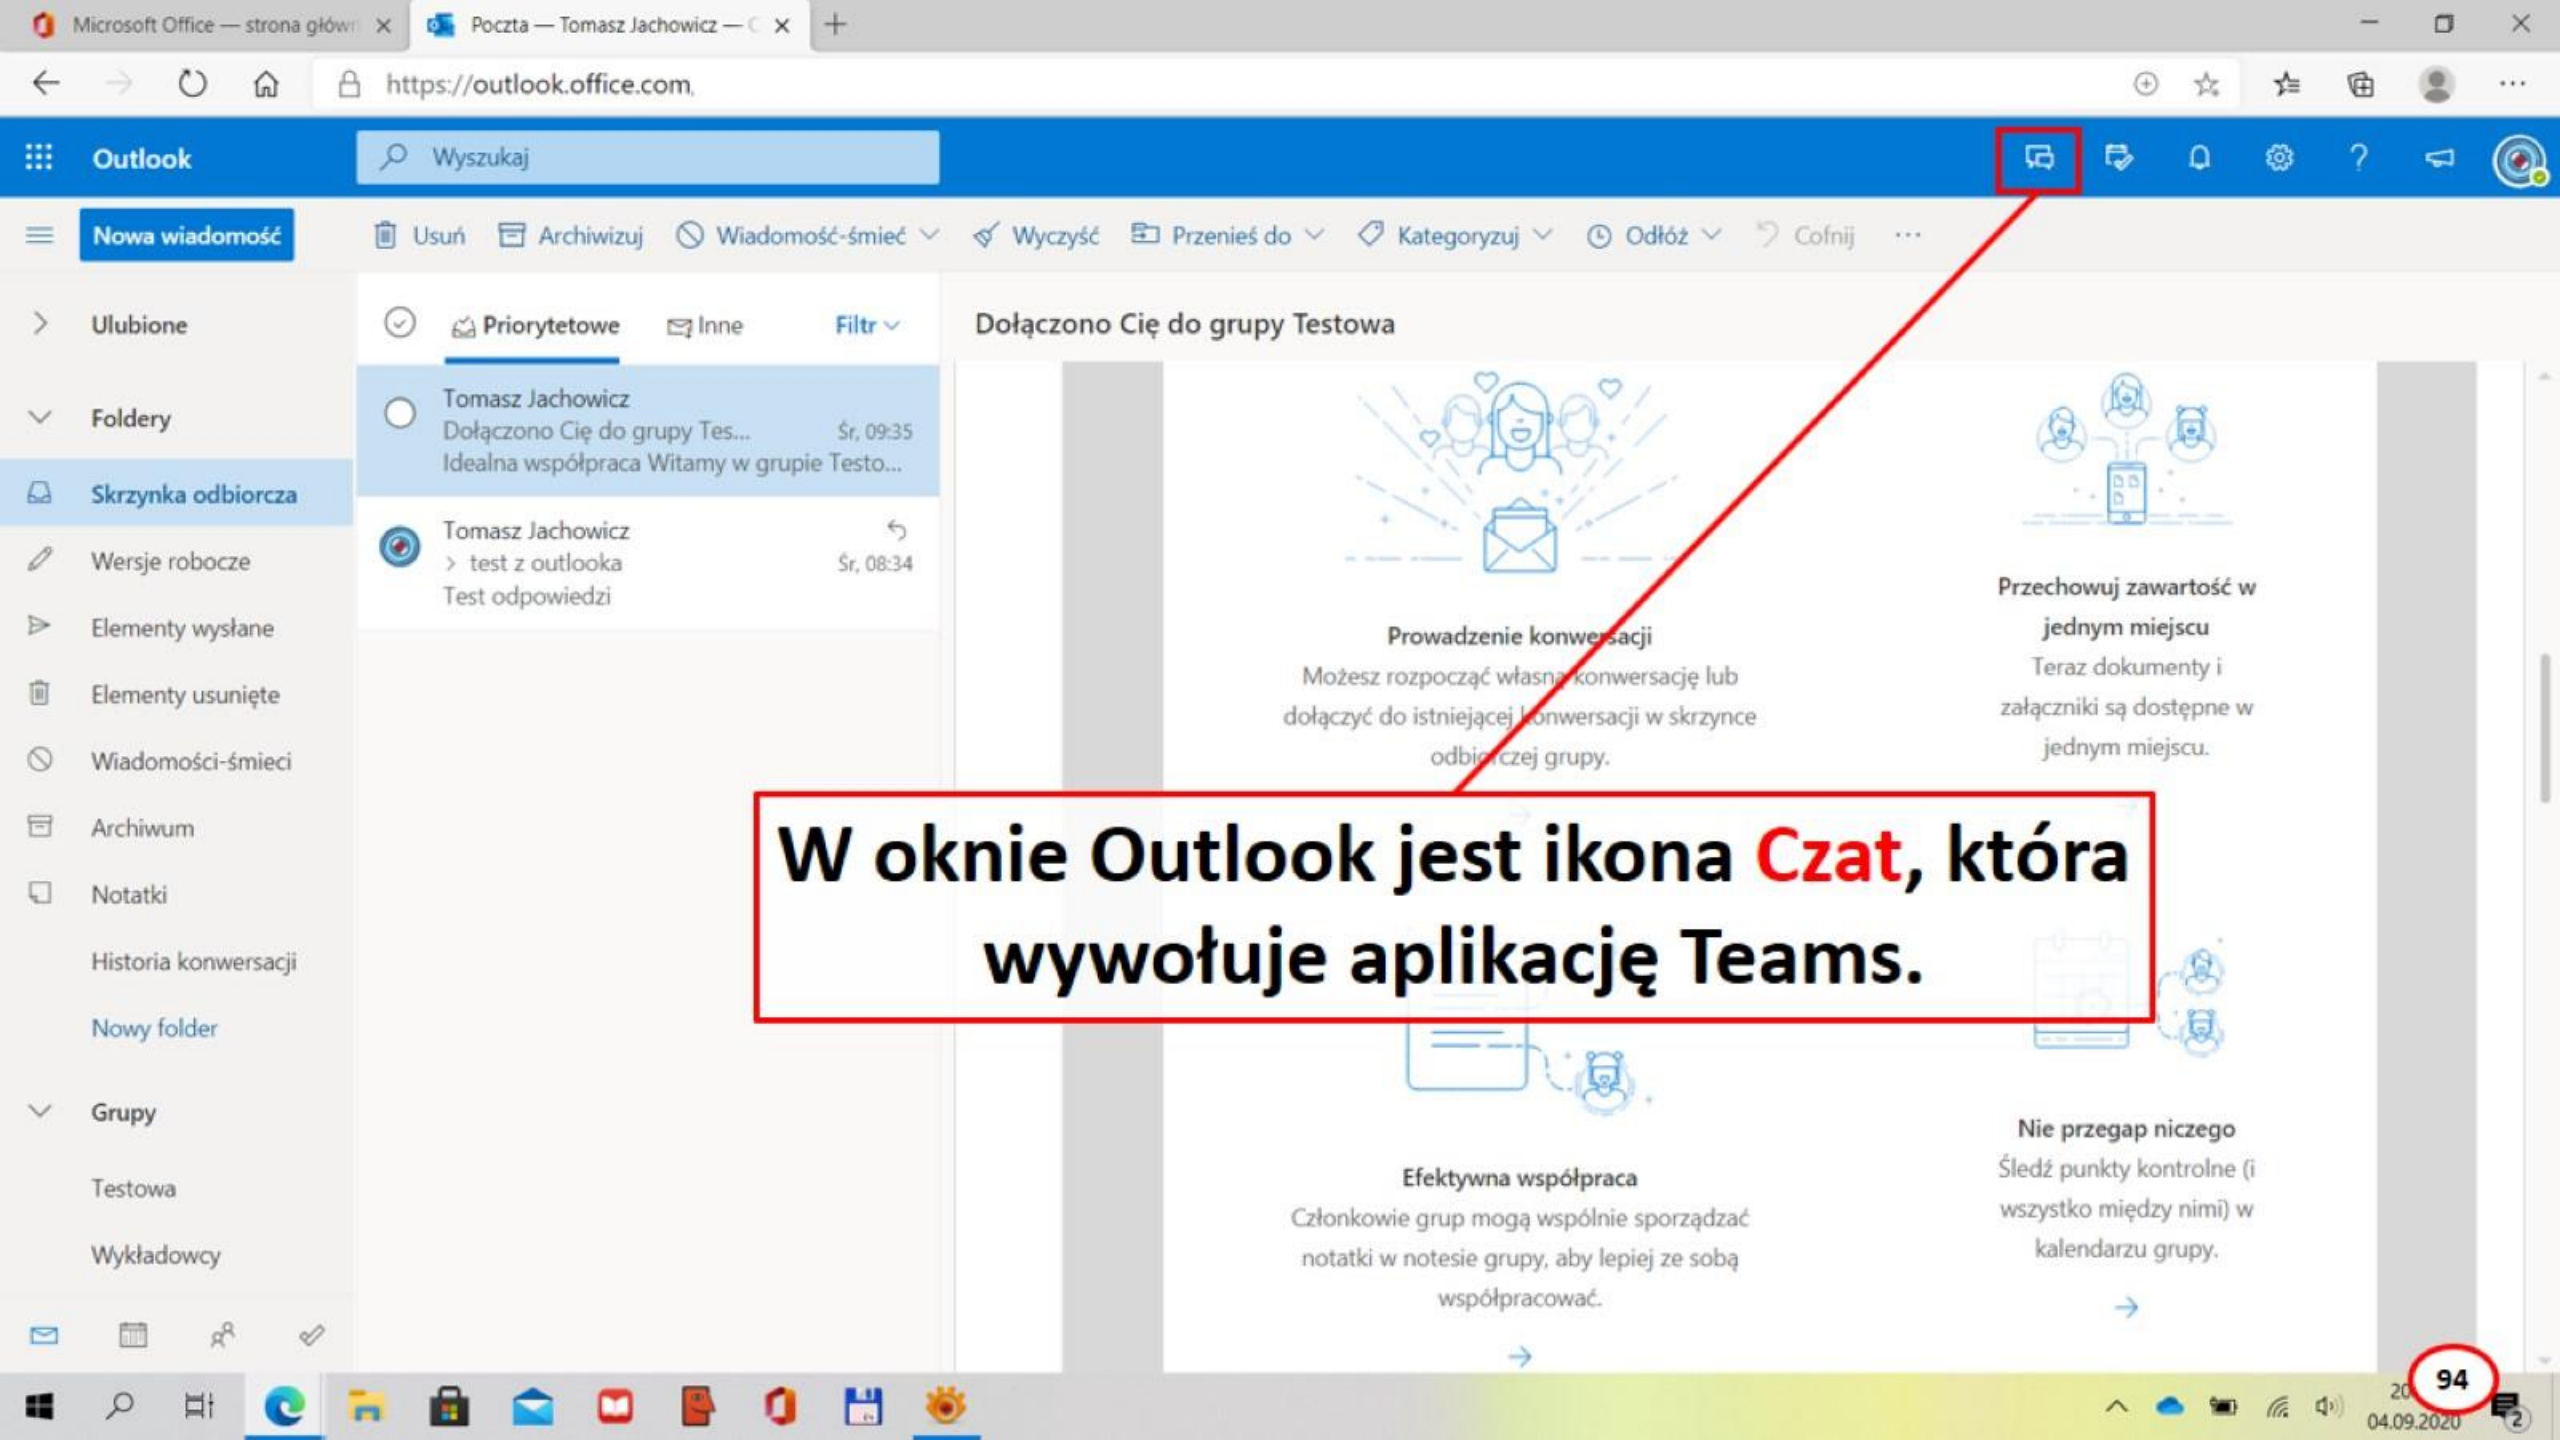 Microsoft Office — strona główn
Poczta — Tomasz Jachowicz —
https://outlook.office.com
Outlook
Wyszukaj
Nowa wiadomość
Usuń
Archiwizuj
Wiadomość-śmieć
Wyczyść
Przenieś do
Kategoryzuj
Odłóż
Cofnij
Ulubione
Foldery
Skrzynka odbiorcza
Wersje robocze
Elementy wysłane
Elementy usunięte
Wiadomości-śmieci
Archiwum
Notatki
Historia konwersacji
Nowy folder
Grupy
Testowa
Wykładowcy
Priorytetowe
Inne
Filtr
Tomasz Jachowicz
Dołączono Cię do grupy Tes... Śr, 09:35
Idealna współpraca Witamy w grupie Testo...
Tomasz Jachowicz
> test z outlooka Śr, 08:34
Test odpowiedzi
Dołączono Cię do grupy Testowa
Prowadzenie konwersacji
Możesz rozpocząć własną konwersację lub
dołączyć do istniejącej konwersacji w skrzynce
odbiorczej grupy.
Przechowuj zawartość w
jednym miejscu
Teraz dokumenty i
załączniki są dostępne w
jednym miejscu.
W oknie Outlook jest ikona Czat, która
wywołuje aplikację Teams.
Efektywna współpraca
Członkowie grup mogą wspólnie sporządzać
notatki w notesie grupy, aby lepiej ze sobą
współpracować.
Nie przegap niczego
Śledź punkty kontrolne (i
wszystko między nimi) w
kalendarzu grupy.
94
20
04.09.2020
2